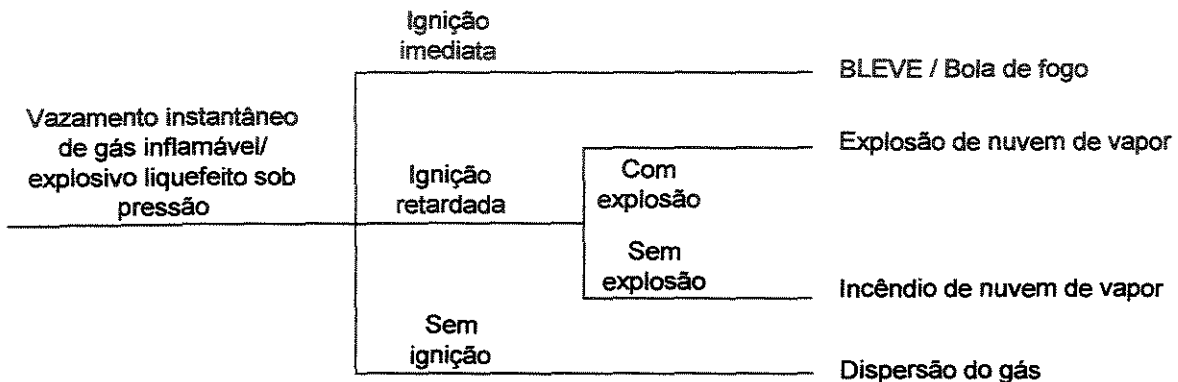 Ignição
imediata
BLEVE / Bola de fogo
Vazamento instantâneo
de gás inflamável/
explosivo liquefeito sob
pressão
Explosão de nuvem de vapor
Ignição
retardada
Com
explosão
Sem
explosão
Incêndio de nuvem de vapor
Sem
ignição
Dispersão do gás